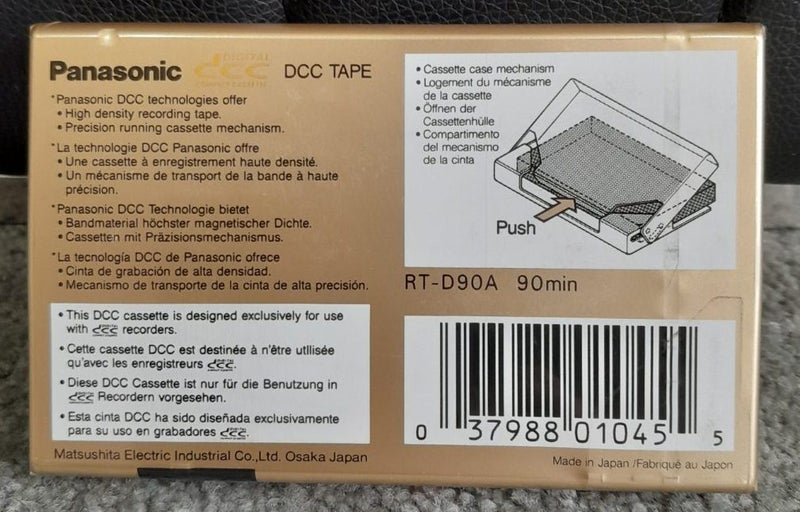 Panasonic DIGITAL dcc COMPACT CASSETTE DCC TAPE
*Panasonic DCC technologies offer
• High density recording tape.
• Precision running cassette mechanism.
*La technologie DCC Panasonic offre
• Une cassette à enregistrement haute densité.
• Un mécanisme de transport de la bande à haute
précision.
*Panasonic DCC Technologie bietet
• Bandmaterial höchster magnetischer Dichte.
• Cassetten mit Präzisionsmechanismus.
*La tecnología DCC de Panasonic ofrece
• Cinta de grabación de alta densidad.
• Mecanismo de transporte de la cinta de alta precisión.
• This DCC cassette is designed exclusively for use
with dcc recorders.
• Cette cassette DCC est destinée à n'être utilisée
qu'avec les enregistreurs dcc.
• Diese DCC Cassette ist nur für die Benutzung in
dcc Recordern vorgesehen.
• Esta cinta DCC ha sido diseñada exclusivamente
para su uso en grabadores dcc.
Matsushita Electric Industrial Co.,Ltd. Osaka Japan
• Cassette case mechanism
• Logement du mécanisme
de la cassette
• Öffnen der
Cassettenhülle
• Compartimento
del mecanismo
de la cinta
Push
RT-D90A 90min
0 37988 01045 5
Made in Japan /Fabriqué au Japon